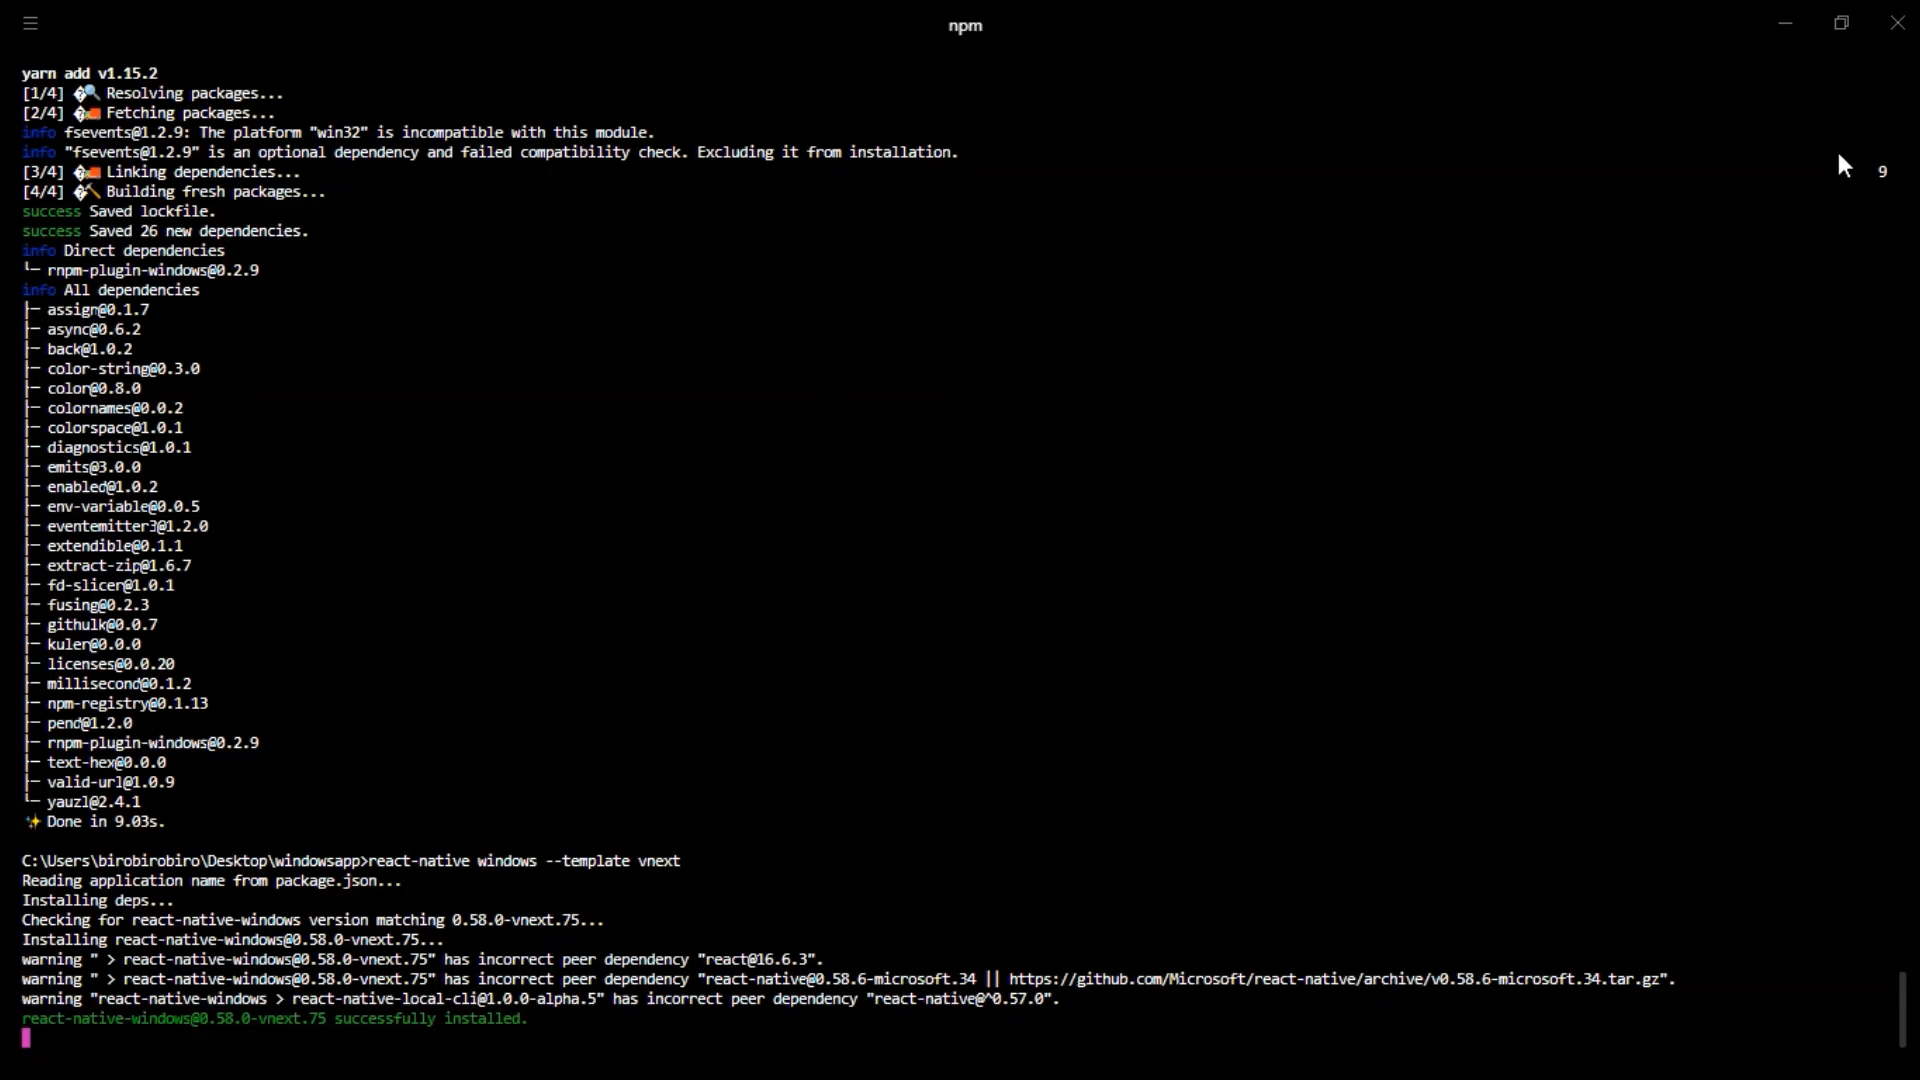 npm
yarn add v1.15.2
[1/4] �🔍 Resolving packages...
[2/4] �🚚 Fetching packages...
info fsevents@1.2.9: The platform "win32" is incompatible with this module.
info "fsevents@1.2.9" is an optional dependency and failed compatibility check. Excluding it from installation.
[3/4] �🔗 Linking dependencies...
[4/4] �🔨 Building fresh packages...
success Saved lockfile.
success Saved 26 new dependencies.
info Direct dependencies
└─ rnpm-plugin-windows@0.2.9
info All dependencies
├─ assign@0.1.7
├─ async@0.6.2
├─ back@1.0.2
├─ color-string@0.3.0
├─ color@0.8.0
├─ colornames@0.0.2
├─ colorspace@1.0.1
├─ diagnostics@1.0.1
├─ emits@3.0.0
├─ enabled@1.0.2
├─ env-variable@0.0.5
├─ eventemitter3@1.2.0
├─ extendible@0.1.1
├─ extract-zip@1.6.7
├─ fd-slicer@1.0.1
├─ fusing@0.2.3
├─ githulk@0.0.7
├─ kuler@0.0.0
├─ licenses@0.0.20
├─ millisecond@0.1.2
├─ npm-registry@0.1.13
├─ pend@1.2.0
├─ rnpm-plugin-windows@0.2.9
├─ text-hex@0.0.0
├─ valid-url@1.0.9
└─ yauzl@2.4.1
✨ Done in 9.03s.
C:\Users\birobirobiro\Desktop\windowsapp>react-native windows --template vnext
Reading application name from package.json...
Installing deps...
Checking for react-native-windows version matching 0.58.0-vnext.75...
Installing react-native-windows@0.58.0-vnext.75...
warning " > react-native-windows@0.58.0-vnext.75" has incorrect peer dependency "react@16.6.3".
warning " > react-native-windows@0.58.0-vnext.75" has incorrect peer dependency "react-native@0.58.6-microsoft.34 || https://github.com/Microsoft/react-native/archive/v0.58.6-microsoft.34.tar.gz".
warning "react-native-windows > react-native-local-cli@1.0.0-alpha.5" has incorrect peer dependency "react-native@^0.57.0".
react-native-windows@0.58.0-vnext.75 successfully installed.
9